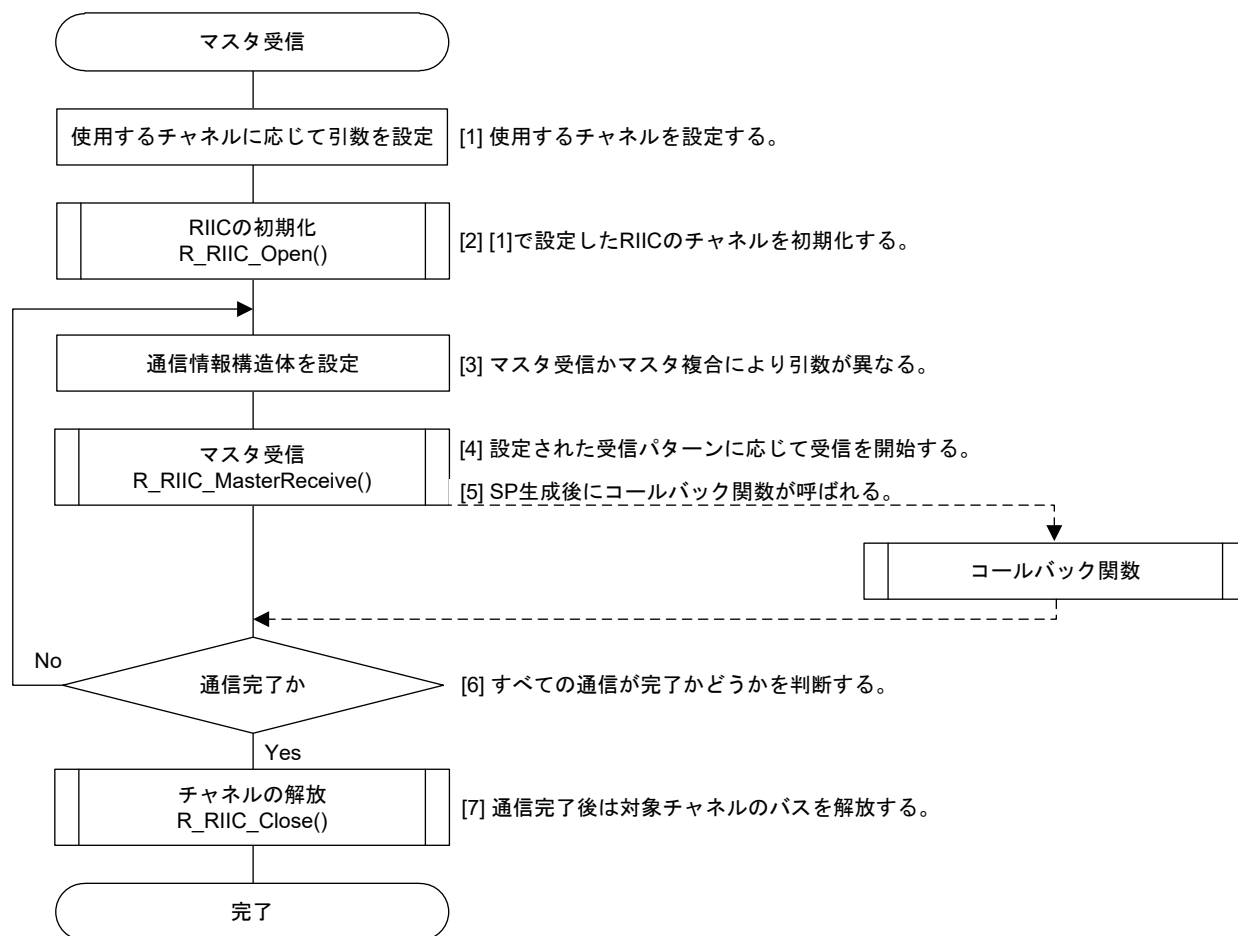 マスタ受信
使用するチャネルに応じて引数を設定
[1] 使用するチャネルを設定する。
RIICの初期化
R_RIIC_Open()
[2] [1]で設定したRIICのチャネルを初期化する。
通信情報構造体を設定
[3] マスタ受信かマスタ複合により引数が異なる。
マスタ受信
R_RIIC_MasterReceive()
[4] 設定された受信パターンに応じて受信を開始する。
[5] SP生成後にコールバック関数が呼ばれる。
コールバック関数
No
通信完了か
[6] すべての通信が完了かどうかを判断する。
Yes
チャネルの解放
R_RIIC_Close()
[7] 通信完了後は対象チャネルのバスを解放する。
完了